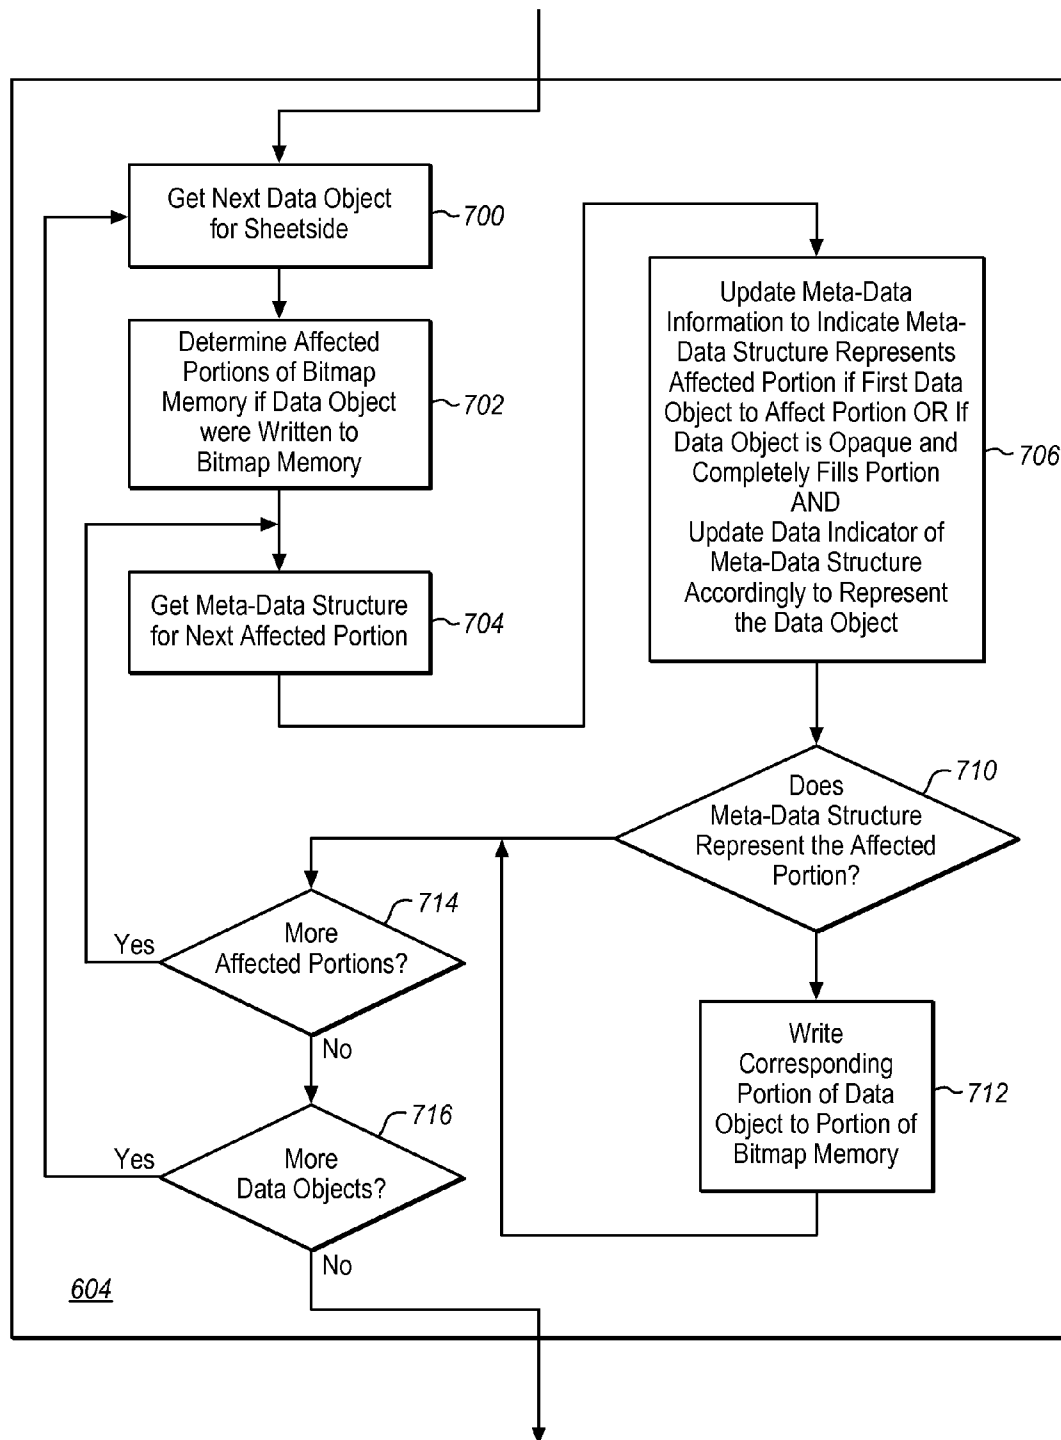 Get Next Data Object
for Sheetside
700
Determine Affected
Portions of Bitmap
Memory if Data Object
were Written to
Bitmap Memory
702
Get Meta-Data Structure
for Next Affected Portion
704
Update Meta-Data
Information to Indicate Meta-
Data Structure Represents
Affected Portion if First Data
Object to Affect Portion OR If
Data Object is Opaque and
Completely Fills Portion
AND
Update Data Indicator of
Meta-Data Structure
Accordingly to Represent
the Data Object
706
Does
Meta-Data Structure
Represent the Affected
Portion?
710
Write
Corresponding
Portion of Data
Object to Portion of
Bitmap Memory
712
More
Affected Portions?
714
Yes
No
More
Data Objects?
716
Yes
No
604